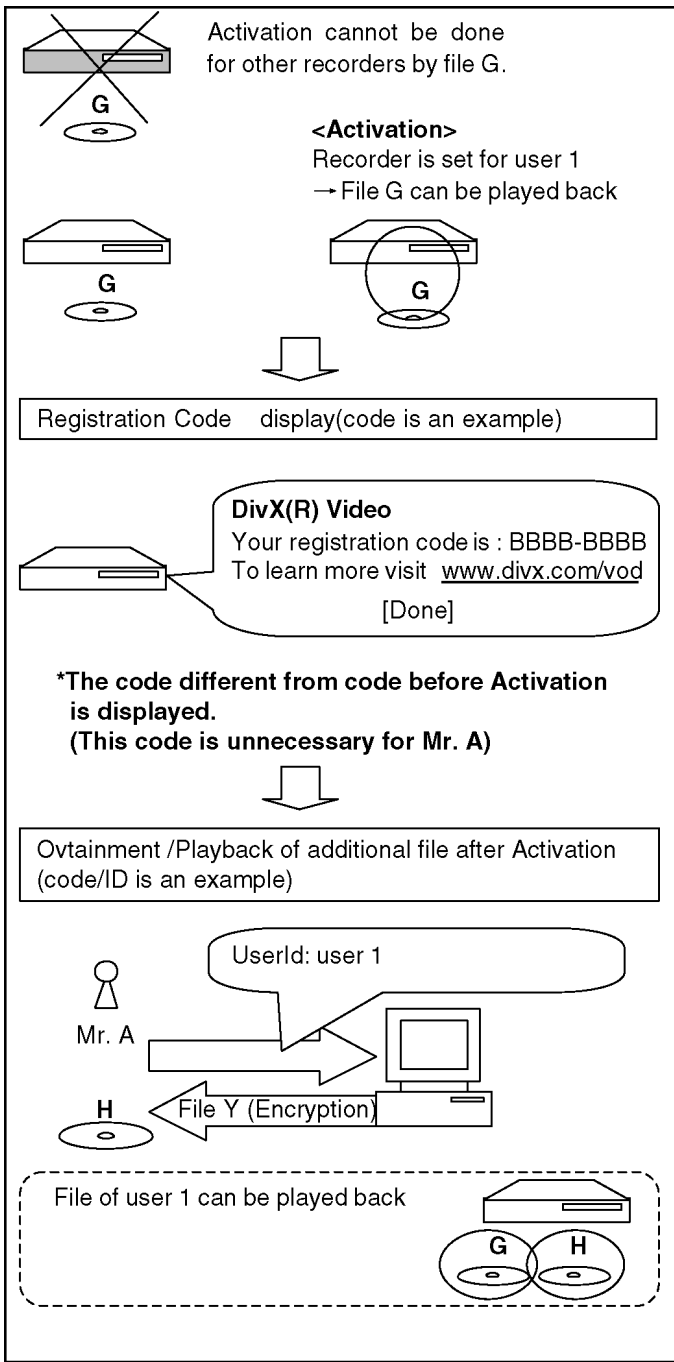 Activation cannot be done
for other recorders by file G.
G
<Activation>
Recorder is set for user 1
→ File G can be played back
G
G
Registration Code display(code is an example)
DivX(R) Video
Your registration code is : BBBB-BBBB
To learn more visit www.divx.com/vod
[Done]
*The code different from code before Activation
is displayed.
(This code is unnecessary for Mr. A)
Ovtainment /Playback of additional file after Activation
(code/ID is an example)
UserId: user 1
Mr. A
H
File Y (Encryption)
File of user 1 can be played back
G H